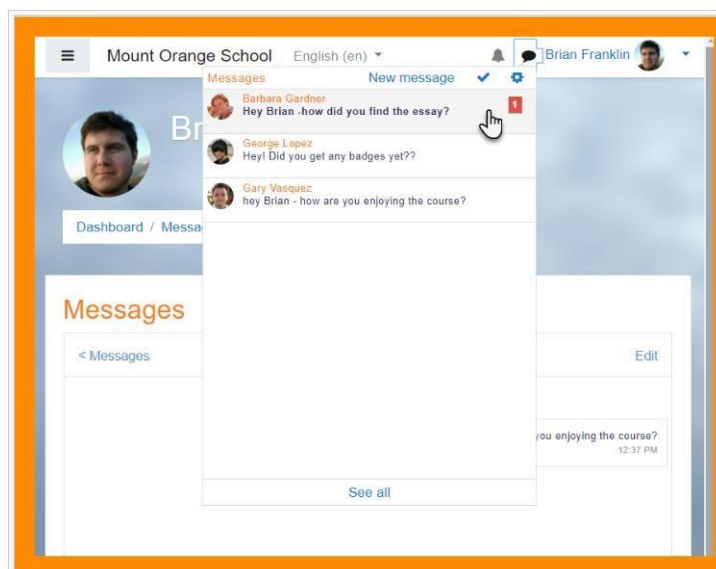 Mount Orange School English (en) Brian Franklin
Messages New message
Barbara Gardner
Hey Brian -how did you find the essay?
1
George Lopez
Hey! Did you get any badges yet??
Gary Vasquez
hey Brian - how are you enjoying the course?
Br
Dashboard / Messa
Messages
< Messages Edit
you enjoying the course?
12:37 PM
See all